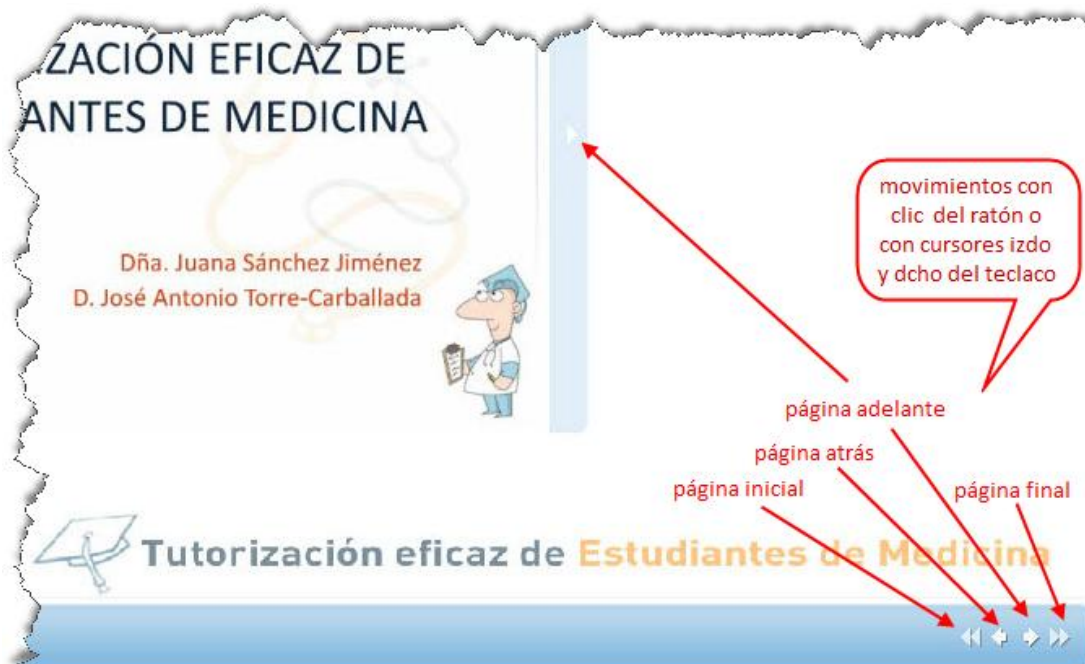 IZACIÓN EFICAZ DE
ANTES DE MEDICINA
Dña. Juana Sánchez Jiménez
D. José Antonio Torre-Carballada
movimientos con
clic del ratón o
con cursores izdo
y dcho del teclaco
página adelante
página atrás
página inicial
página final
Tutorización eficaz de Estudiantes de Medicina